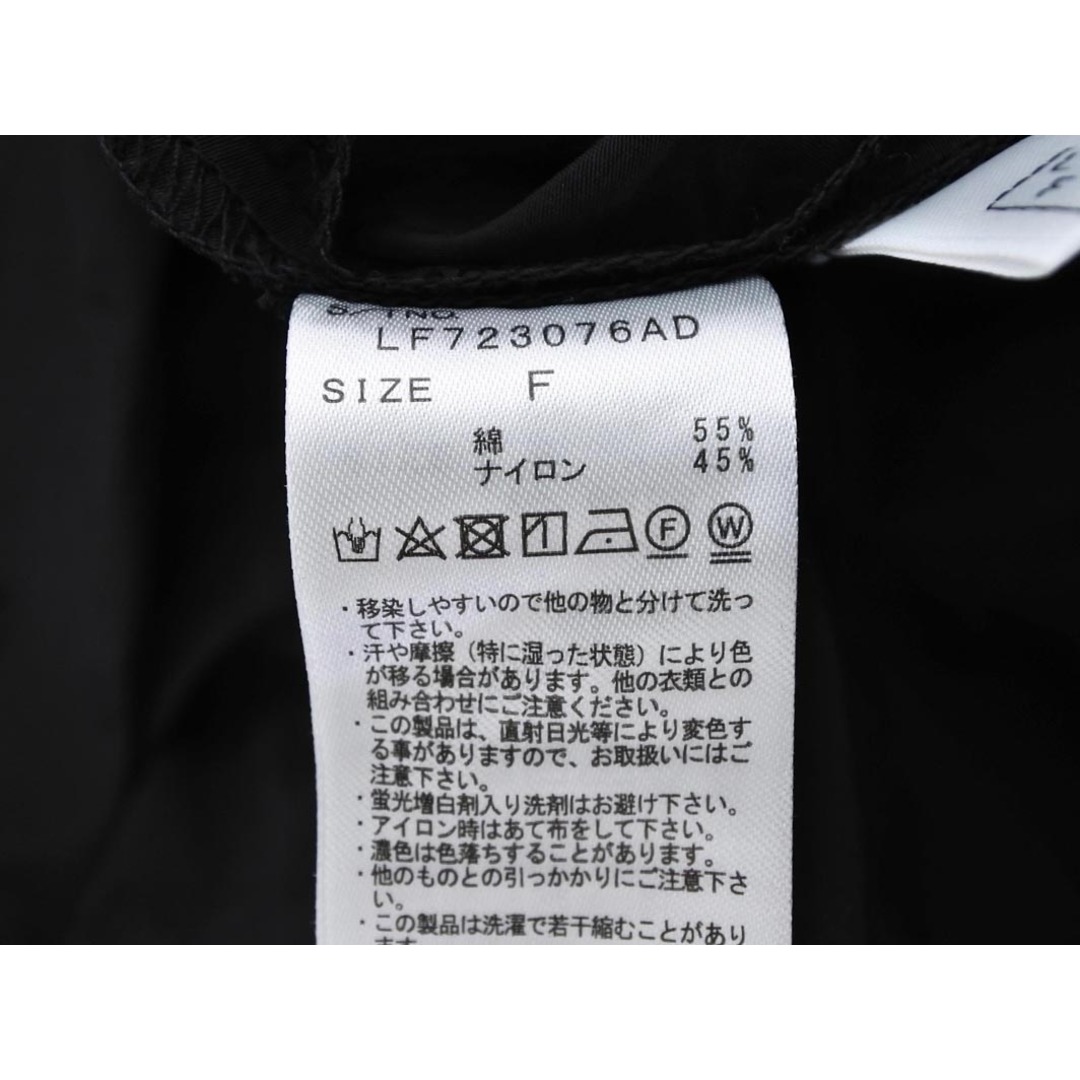 LF723076AD
SIZE F
綿 55%
ナイロン 45%
F W
・移染しやすいので他の物と分けて洗っ
て下さい。
・汗や摩擦(特に湿った状態)により色
が移る場合があります。他の衣類との
組み合わせにご注意ください。
・この製品は、直射日光等により変色す
る事がありますので、お取扱いにはご
注意下さい。
・蛍光増白剤入り洗剤はお避け下さい。
・アイロン時はあて布をして下さい。
・濃色は色落ちすることがあります。
・他のものとの引っかかりにご注意下さ
い。
・この製品は洗濯で若干縮むことがあり